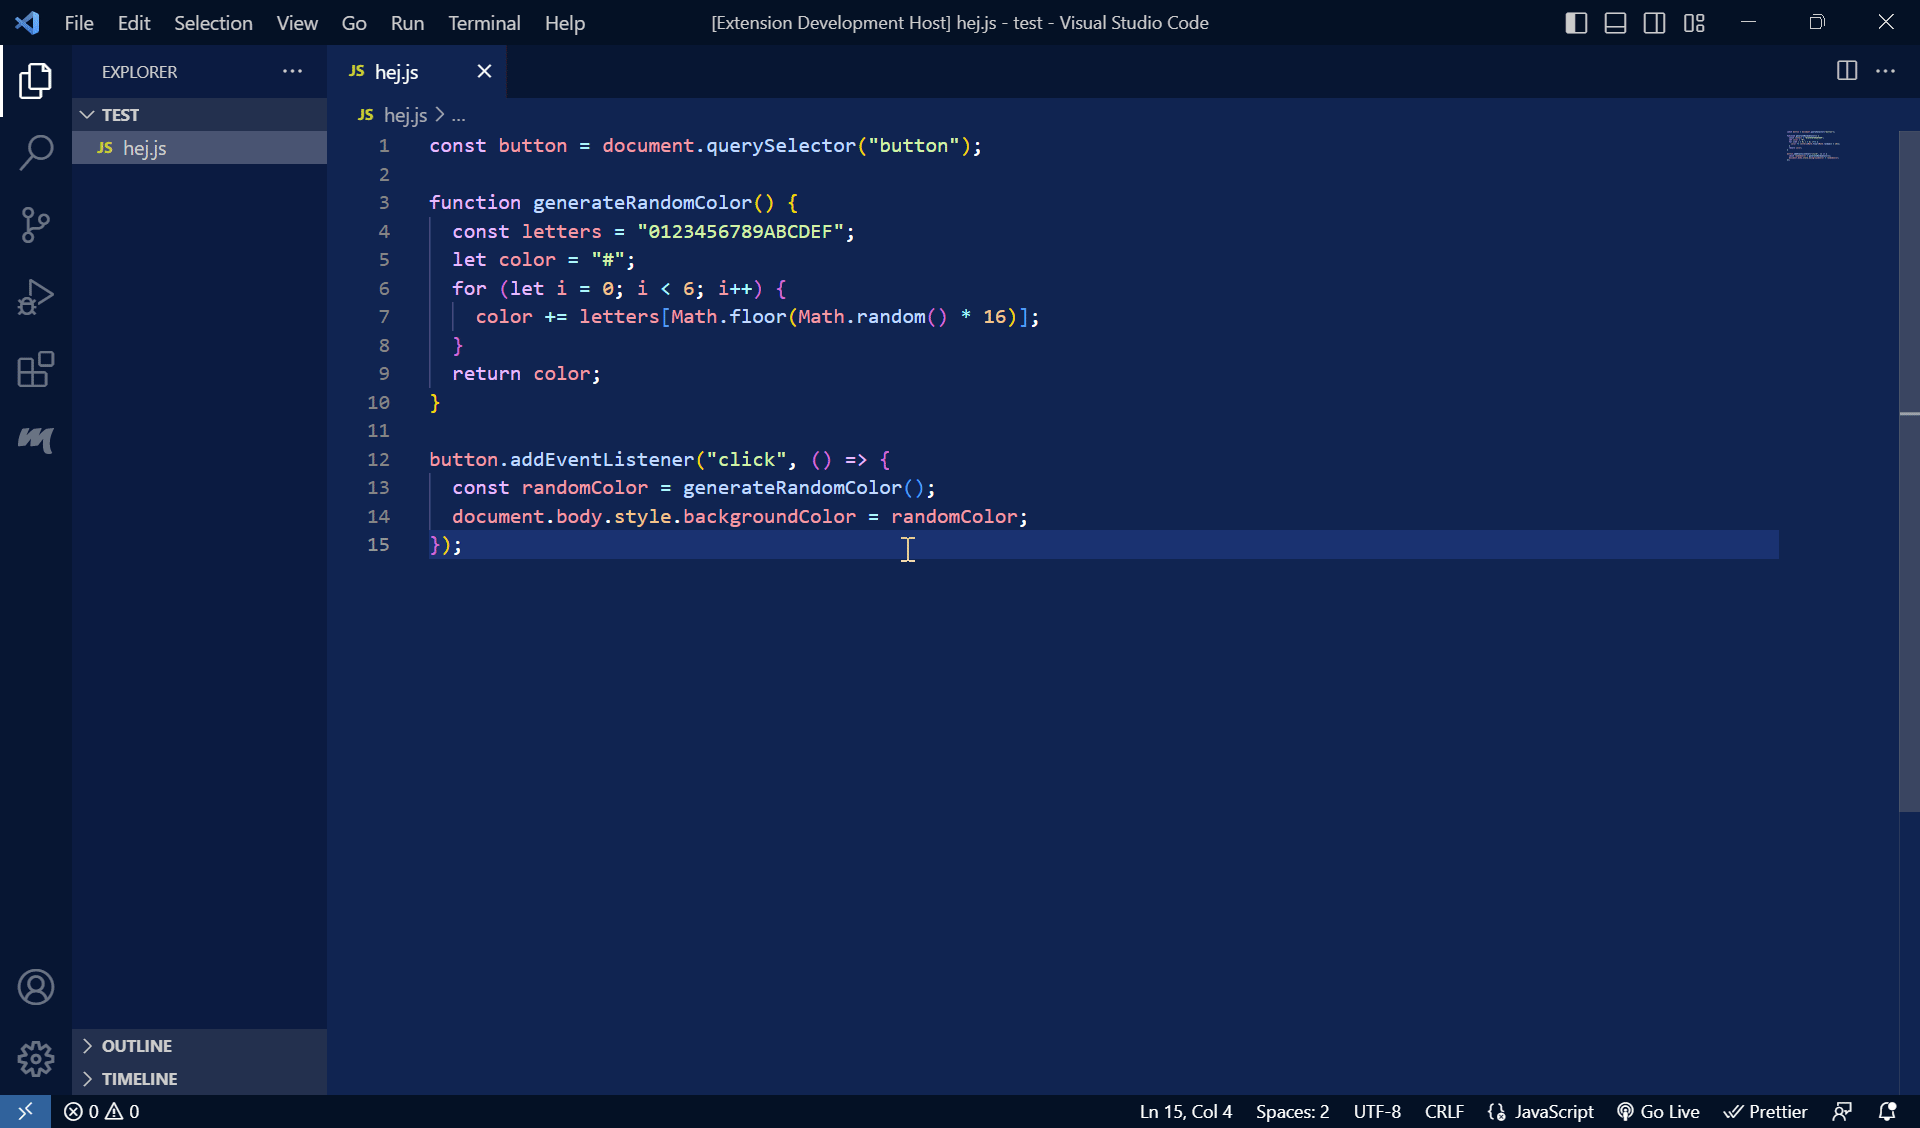 File Edit Selection View Go Run Terminal Help [Extension Development Host] hej.js - test - Visual Studio Code
EXPLORER
TEST
JS hej.js
OUTLINE
TIMELINE
JS hej.js
JS hej.js > ...
1 const button = document.querySelector("button");
2
3 function generateRandomColor() {
4 const letters = "0123456789ABCDEF";
5 let color = "#";
6 for (let i = 0; i < 6; i++) {
7 color += letters[Math.floor(Math.random() * 16)];
8 }
9 return color;
10 }
11
12 button.addEventListener("click", () => {
13 const randomColor = generateRandomColor();
14 document.body.style.backgroundColor = randomColor;
15 });
0 0 Ln 15, Col 4 Spaces: 2 UTF-8 CRLF {} JavaScript Go Live Prettier